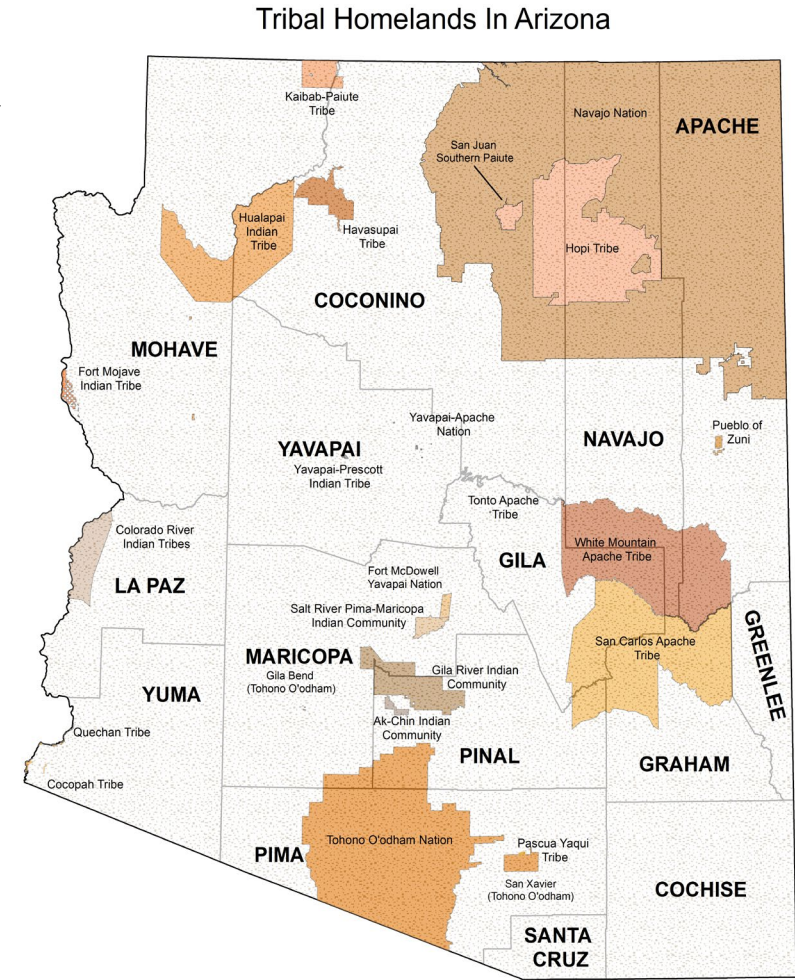 Tribal Homelands In Arizona
Kaibab-Paiute
Tribe
Navajo Nation
APACHE
San Juan
Southern Paiute
Hualapai
Indian
Tribe
Havasupai
Tribe
Hopi Tribe
COCONINO
MOHAVE
Fort Mojave
Indian Tribe
Yavapai-Apache
Nation
Pueblo of
Zuni
NAVAJO
YAVAPAI
Yavapai-Prescott
Indian Tribe
Tonto Apache
Tribe
Colorado River
Indian Tribes
White Mountain
Apache Tribe
GILA
LA PAZ
Fort McDowell
Yavapai Nation
Salt River Pima-Maricopa
Indian Community
San Carlos Apache
Tribe
GREENLEE
MARICOPA
Gila Bend
(Tohono O'odham)
Gila River Indian
Community
YUMA
Ak-Chin Indian
Community
Quechan Tribe
PINAL
GRAHAM
Cocopah Tribe
Tohono O'odham Nation
PIMA
Pascua Yaqui
Tribe
San Xavier
(Tohono O'odham)
COCHISE
SANTA
CRUZ